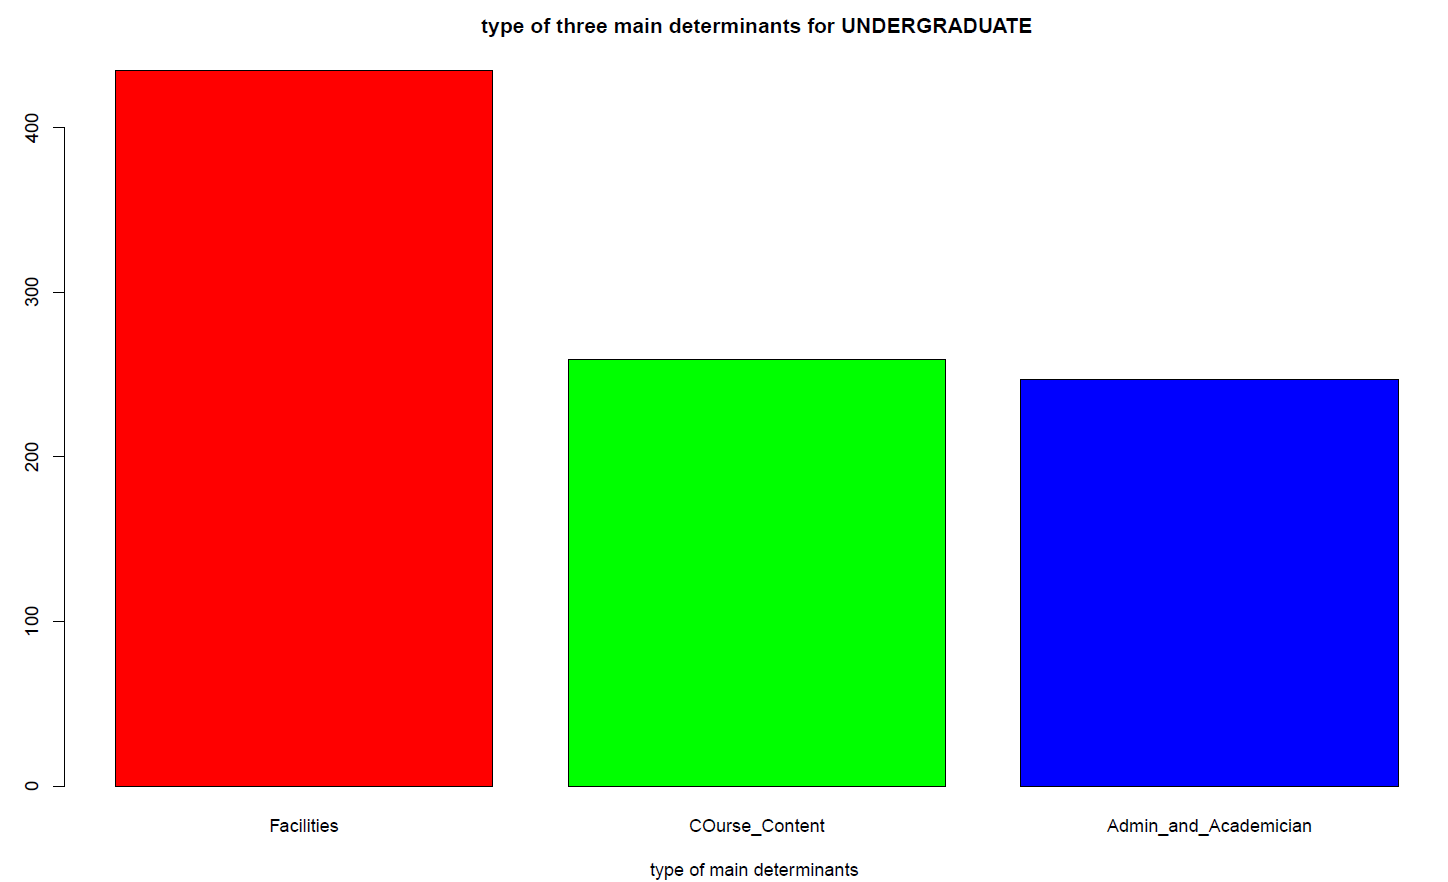 type of three main determinants for UNDERGRADUATE
400
300
200
100
0
Facilities COurse_Content Admin_and_Academician
type of main determinants